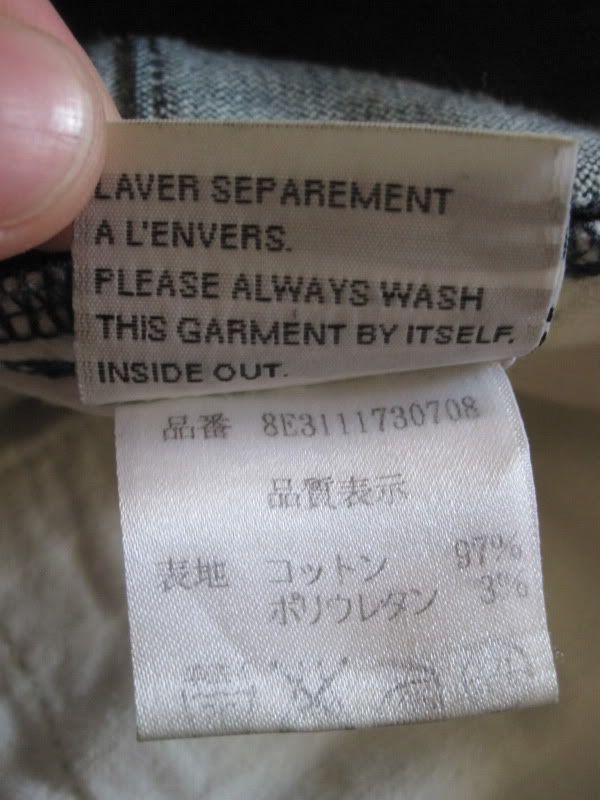 LAVER SEPAREMENT
A L'ENVERS.
PLEASE ALWAYS WASH
THIS GARMENT BY ITSELF.
INSIDE OUT.
品番 8E3111730708
品質表示
表地 コットン 97%
ポリウレタン 3%